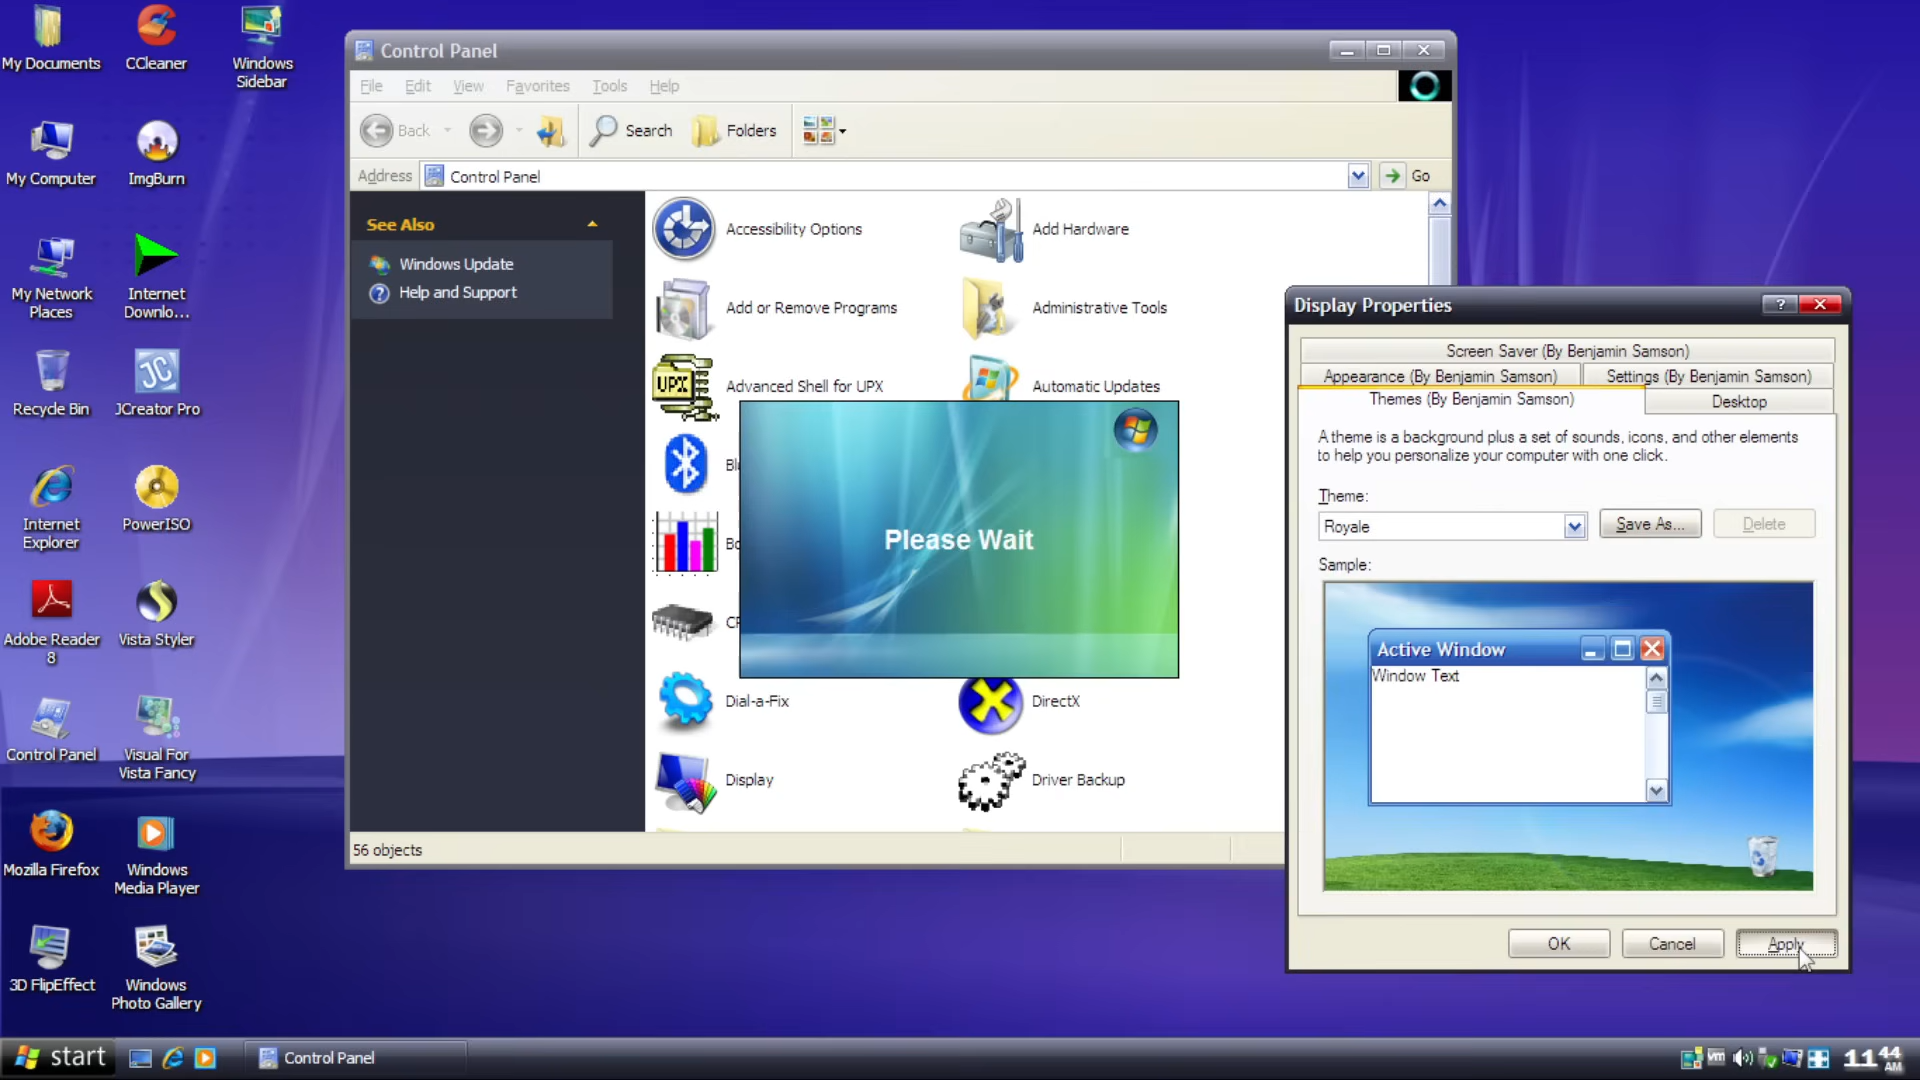 My Documents
CCleaner
Windows
Sidebar
My Computer
ImgBurn
My Network
Places
Internet
Downlo...
Recycle Bin
JCreator Pro
Internet
Explorer
PowerISO
Adobe Reader
8
Vista Styler
Control Panel
Visual For
Vista Fancy
Mozilla Firefox
Windows
Media Player
3D FlipEffect
Windows
Photo Gallery
Control Panel
File Edit View Favorites Tools Help
Back Search Folders
Address Control Panel Go
See Also
Windows Update
Help and Support
Accessibility Options
Add Hardware
Add or Remove Programs
Administrative Tools
UPX
Advanced Shell for UPX
Automatic Updates
Please Wait
Dial-a-Fix
DirectX
Display
Driver Backup
56 objects
Display Properties
Screen Saver (By Benjamin Samson)
Appearance (By Benjamin Samson)
Settings (By Benjamin Samson)
Themes (By Benjamin Samson)
Desktop
A theme is a background plus a set of sounds, icons, and other elements
to help you personalize your computer with one click.
Theme:
Royale
Save As...
Delete
Sample:
Active Window
Window Text
OK
Cancel
Apply
start
Control Panel
vm
11 44
AM